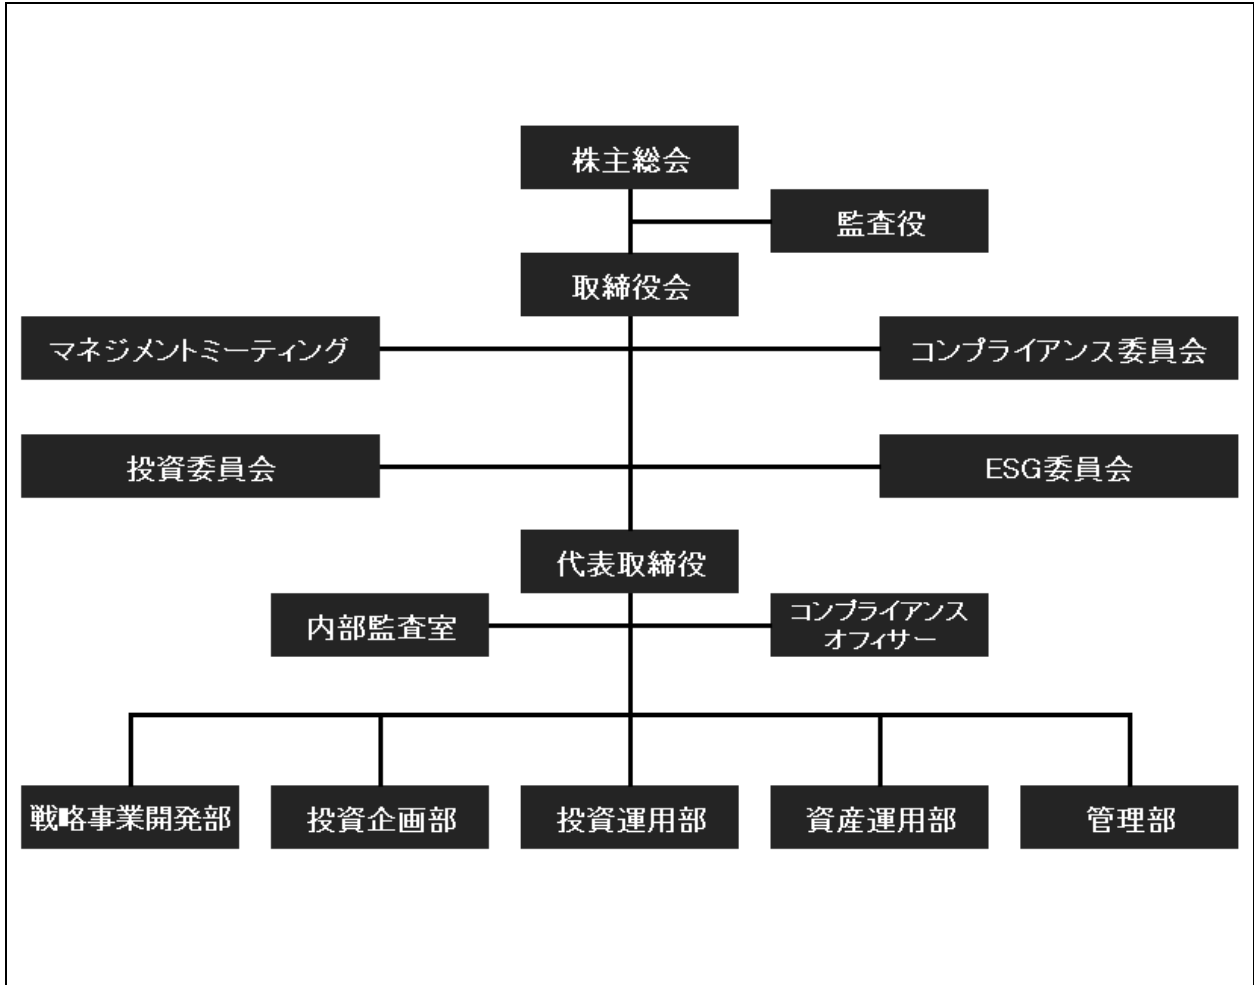 株主総会
監査役
取締役会
マネジメントミーティング
コンプライアンス委員会
投資委員会
ESG委員会
代表取締役
内部監査室
コンプライアンス
オフィサー
戦略事業開発部
投資企画部
投資運用部
資産運用部
管理部